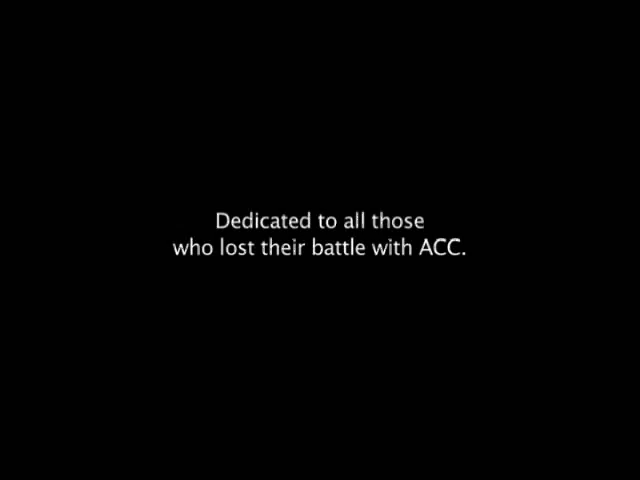 Dedicated to all those
who lost their battle with ACC.